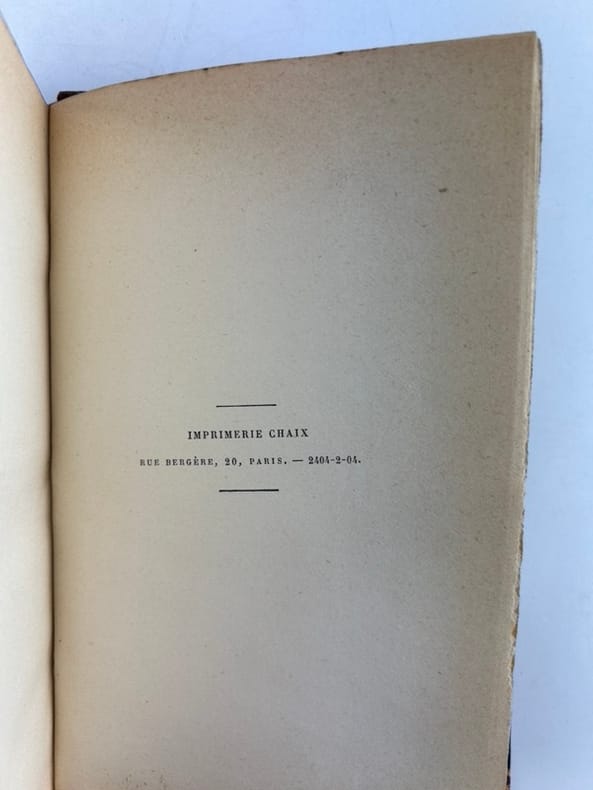 IMPRIMERIE CHAIX
RUE BERGÈRE, 20, PARIS. — 2404-2-04.